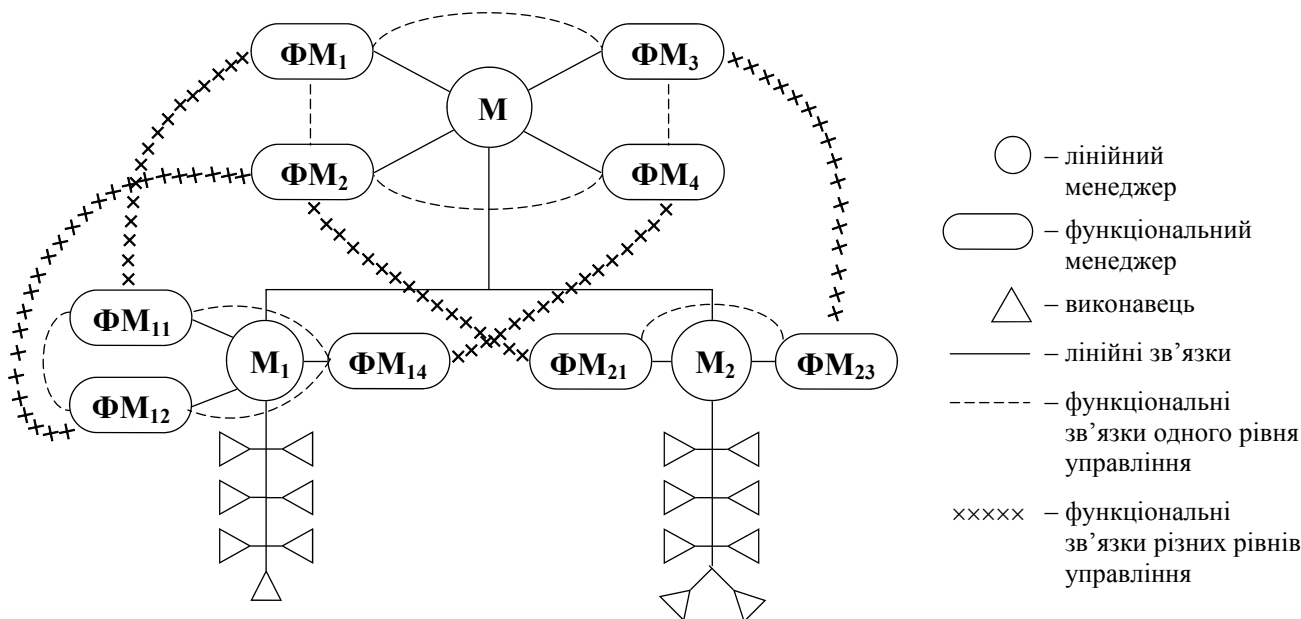 ФМ₁
ФМ₃
М
ФМ₂
ФМ₄
ФМ₁₁
М₁
ФМ₁₄
ФМ₁₂
ФМ₂₁
М₂
ФМ₂₃
– лінійний
менеджер
– функціональний
менеджер
– виконавець
– лінійні зв’язки
– функціональні
зв’язки одного рівня
управління
– функціональні
зв’язки різних рівнів
управління